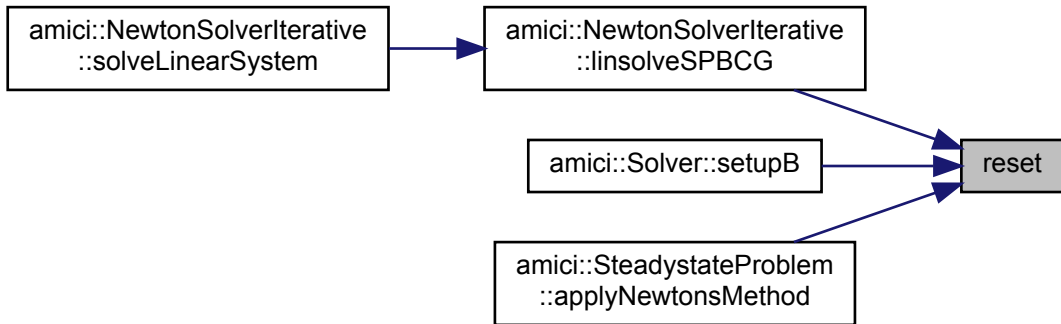 amici::NewtonSolverIterative
::solveLinearSystem
amici::NewtonSolverIterative
::linsolveSPBCG
amici::Solver::setupB
amici::SteadystateProblem
::applyNewtonsMethod
reset